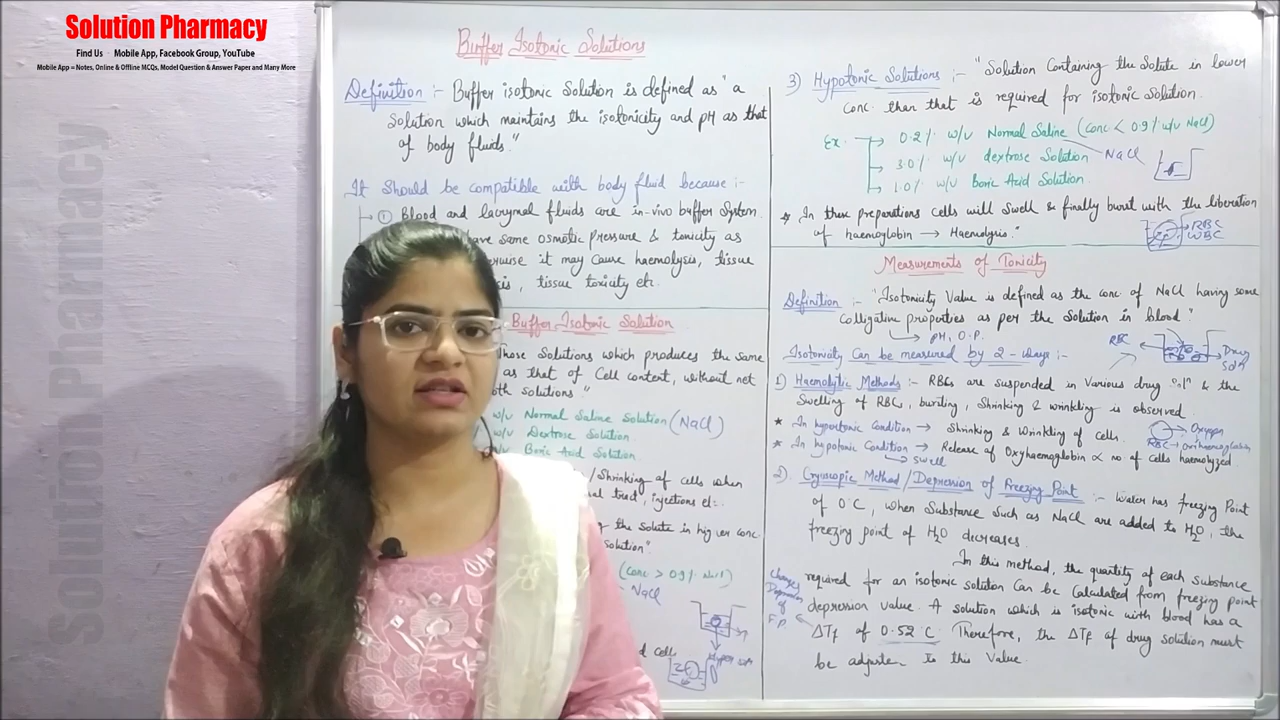 Solution Pharmacy
Find Us Mobile App, Facebook Group, YouTube
Mobile App = Notes, Online & Offline MCQs, Model Question & Answer Paper and Many More
Solution Pharmacy
Buffer Isotonic Solutions
Definition :- Buffer isotonic Solution is defined as "a
Solution which maintains the isotonicity and pH as that
of body fluids."
It Should be compatible with body fluid because :-
① Blood and lacrymal fluids are in-vivo buffer System
have same osmotic pressure & tonicity as
it may cause haemolysis, tissue
, tissue toxicity etc.
Buffer Isotonic Solution
Those Solutions which produces the same
as that of Cell content, without net
both solutions"
w/v Normal Saline Solution (NaCl)
w/v Dextrose Solution
w/v Boric Acid Solution
/Shrinking of cells when
tract, injections etc.
the solute is in higher conc.
solution"
(Conc > 0.9% NaCl)
NaCl
cell
3) Hypotonic Solutions :- "Solution Containing the Solute in lower
Conc. than that is required for isotonic Solution.
Ex. 0.2% w/v Normal Saline (Conc < 0.9% w/v NaCl)
NaCl
3.0% w/v dextrose Solution
1.0% w/v Boric Acid Solution
* In these preparations cells will Swell & finally burst with the liberation
of haemoglobin → Haemolysis."
RBC
WBC
Measurements of Tonicity
Definition :- "Isotonicity Value is defined as the conc of NaCl having same
colligative properties as per the Solution in blood"
pH, O.P.
Isotonicity Can be measured by 2-ways :-
RBC
Drug
Soln
1) Haemolytic Methods :- RBCs are suspended in Various drug Solⁿ & the
Swelling of RBCs, bursting, Shrinking & wrinkling is observed.
* In hypertonic Condition → Shrinking & Wrinkling of cells.
Oxygen
RBC → oxyhaemoglobin
* In hypotonic Condition → Release of Oxyhaemoglobin ∝ no of cells haemolyzed.
Swell
2). Cryoscopic Method / Depression of Freezing Point :- Water has freezing Point
of 0°C, when Substance Such as NaCl are added to H₂O, the
freezing point of H₂O decreases.
In this method, the quantity of each substance
required for an isotonic solution Can be Calculated from freezing point
depression value. A solution which is isotonic with blood has a
ΔTf of 0.52°C. Therefore, the ΔTf of drug solution must
be adjusten to this Value.
Changes
Depression
of
F.P.